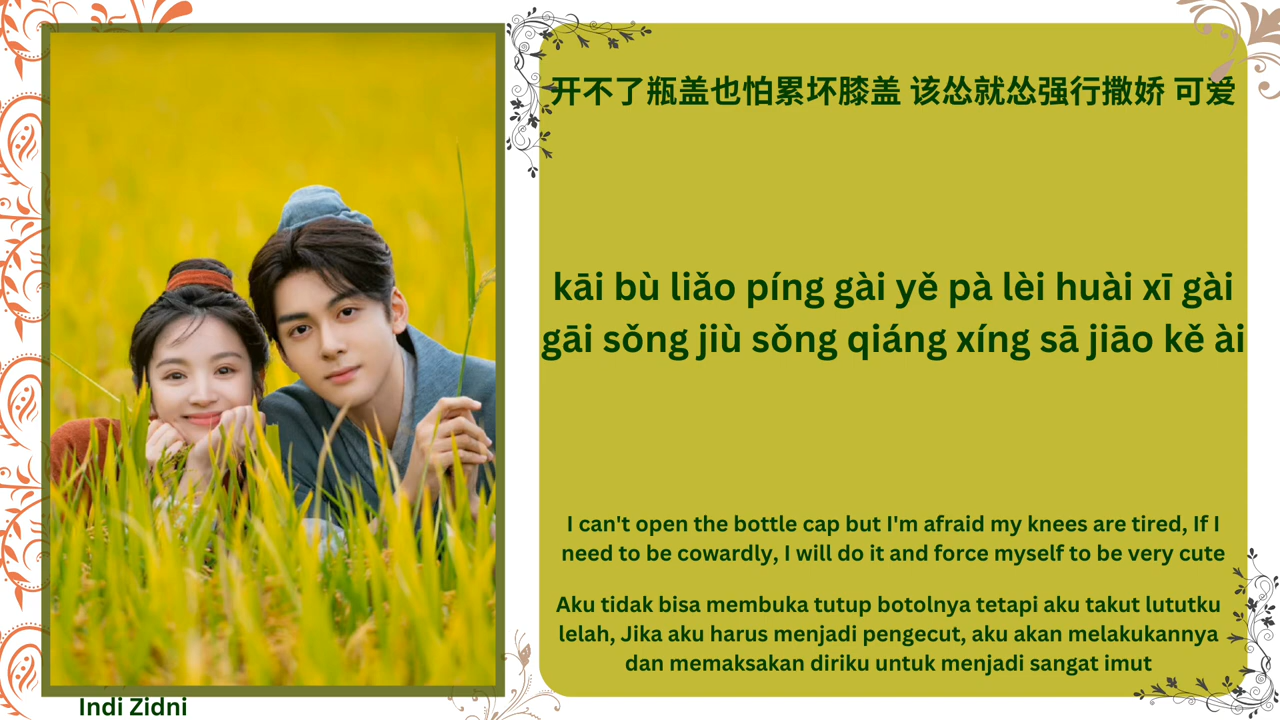 开不了瓶盖也怕累坏膝盖 该怂就怂强行撒娇 可爱
kāi bù liǎo píng gài yě pà lèi huài xī gài
gāi sǒng jiù sǒng qiáng xíng sā jiāo kě ài
I can't open the bottle cap but I'm afraid my knees are tired, If I
need to be cowardly, I will do it and force myself to be very cute
Aku tidak bisa membuka tutup botolnya tetapi aku takut lututku
lelah, Jika aku harus menjadi pengecut, aku akan melakukannya
dan memaksakan diriku untuk menjadi sangat imut
Indi Zidni